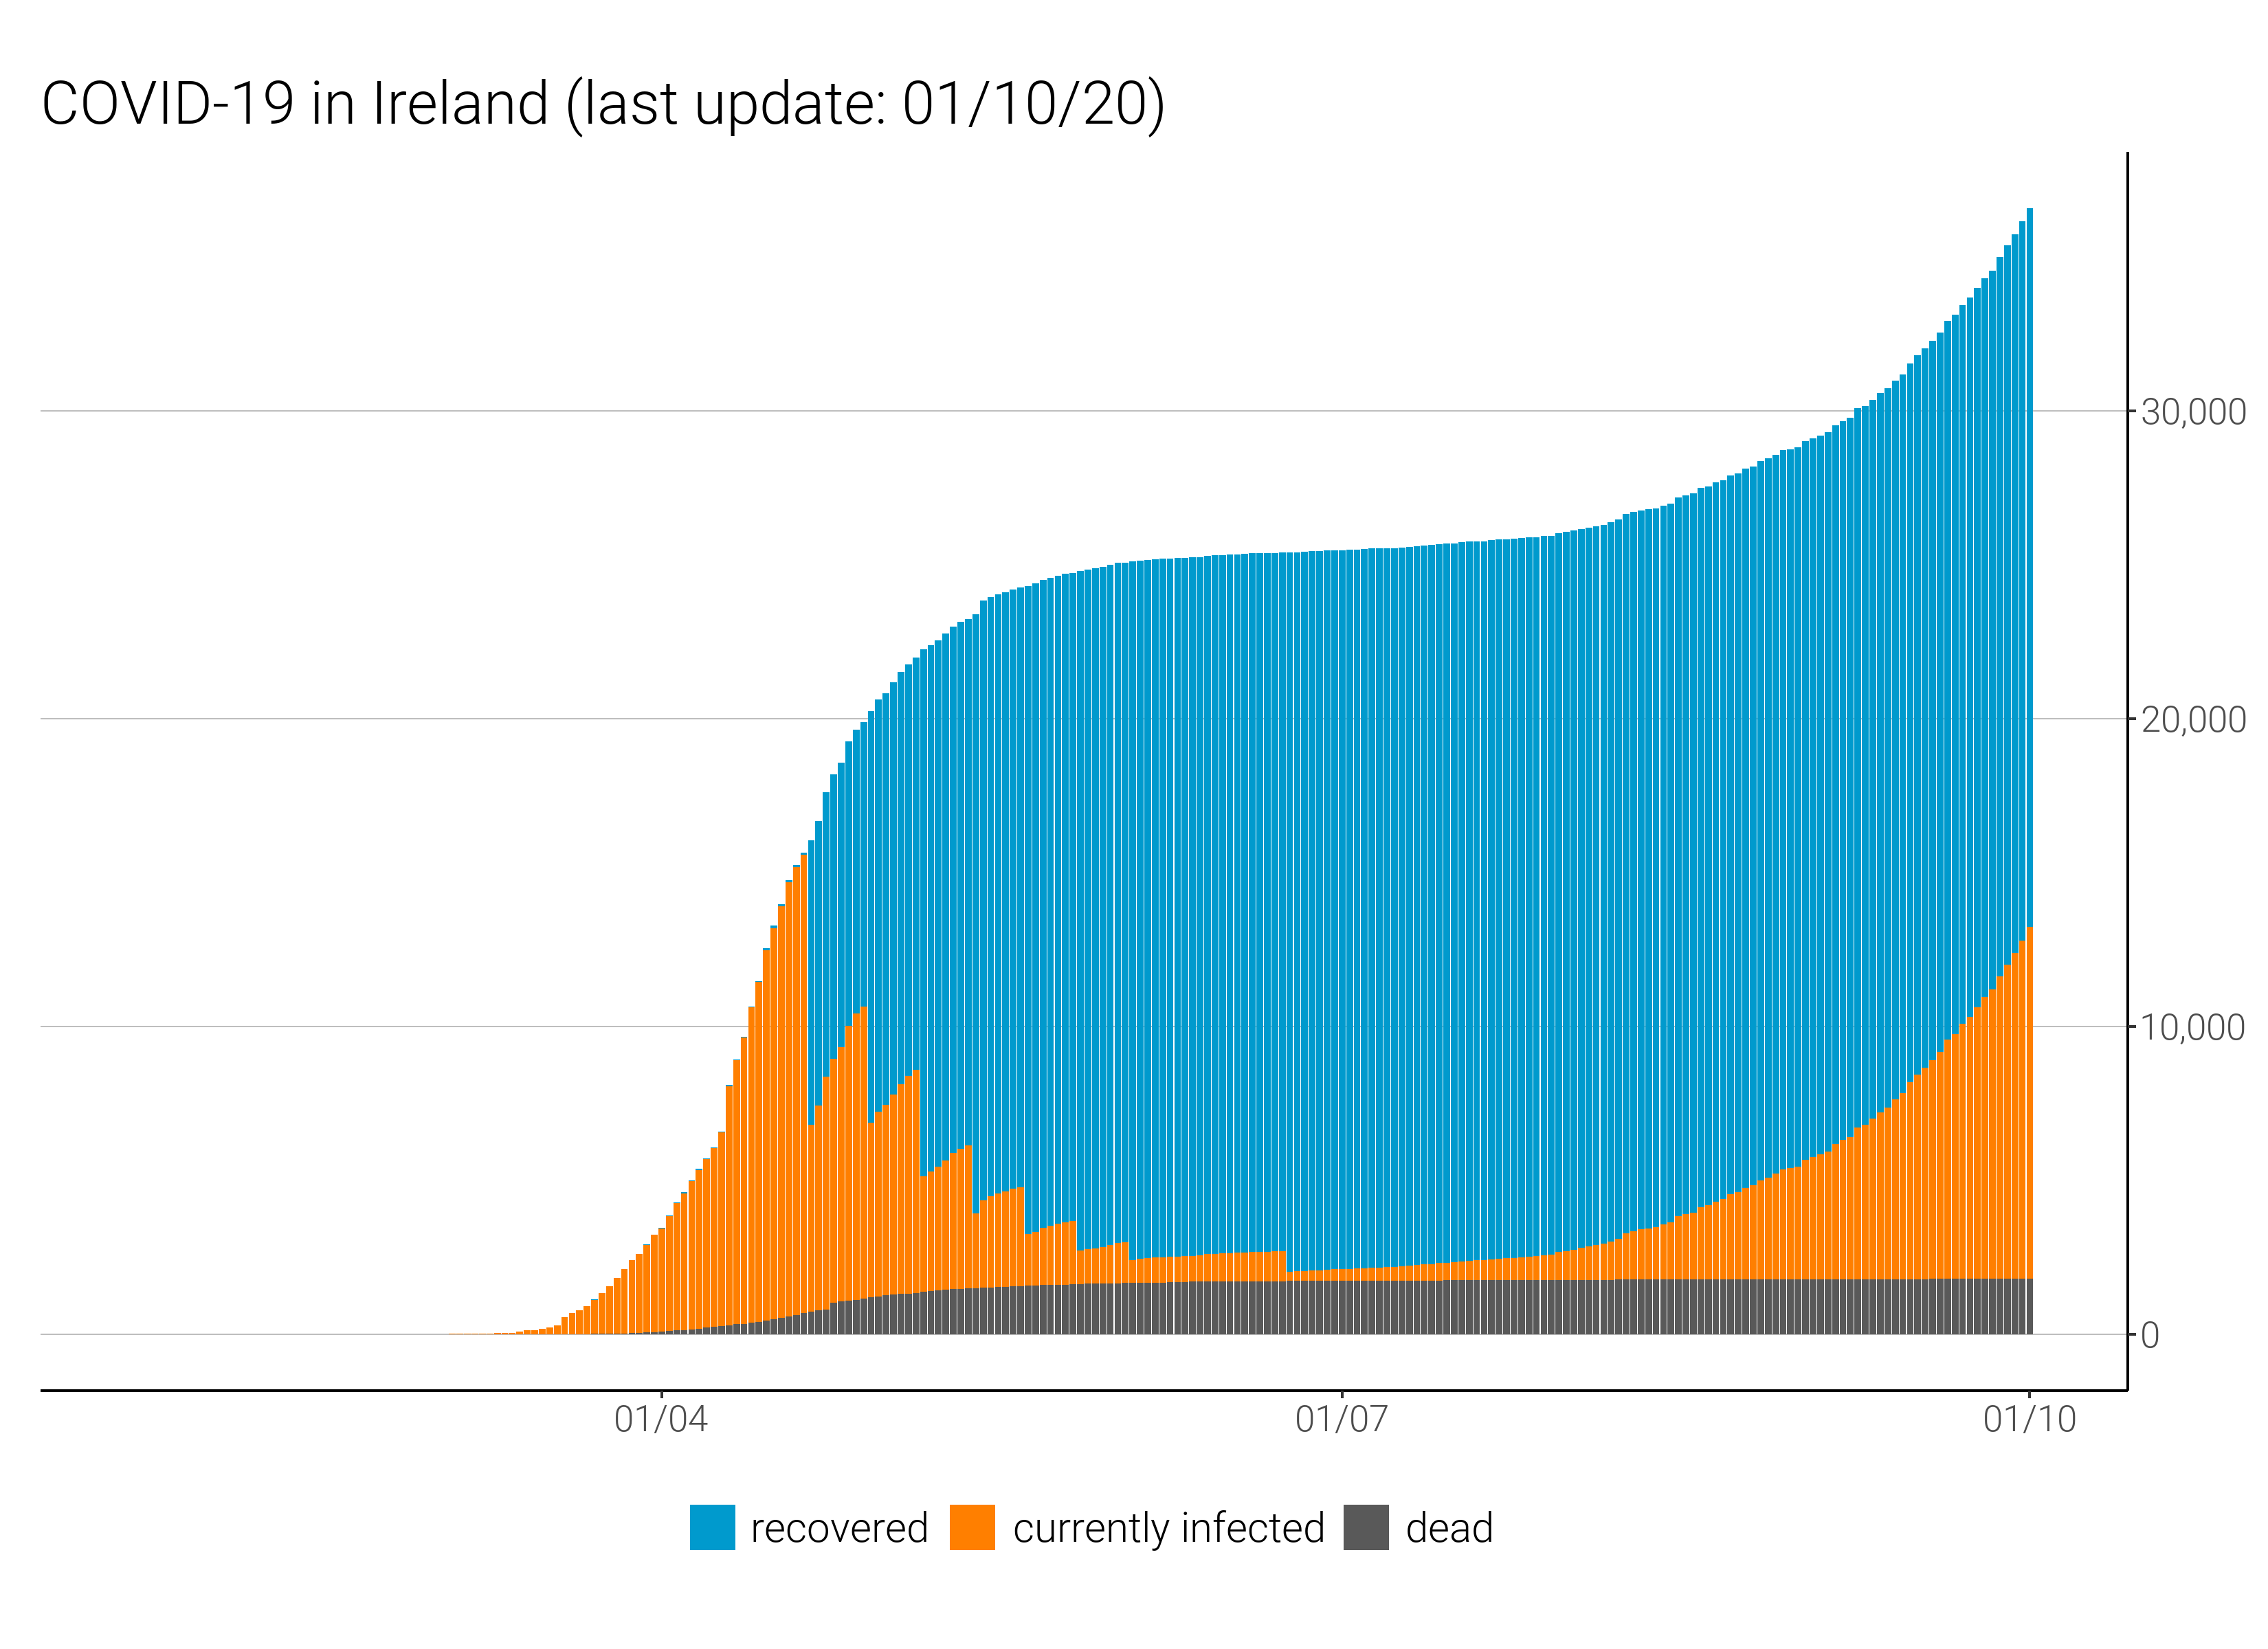 COVID-19 in Ireland (last update: 01/10/20)
30,000
20,000
10,000
0
01/04 01/07 01/10
recovered currently infected dead